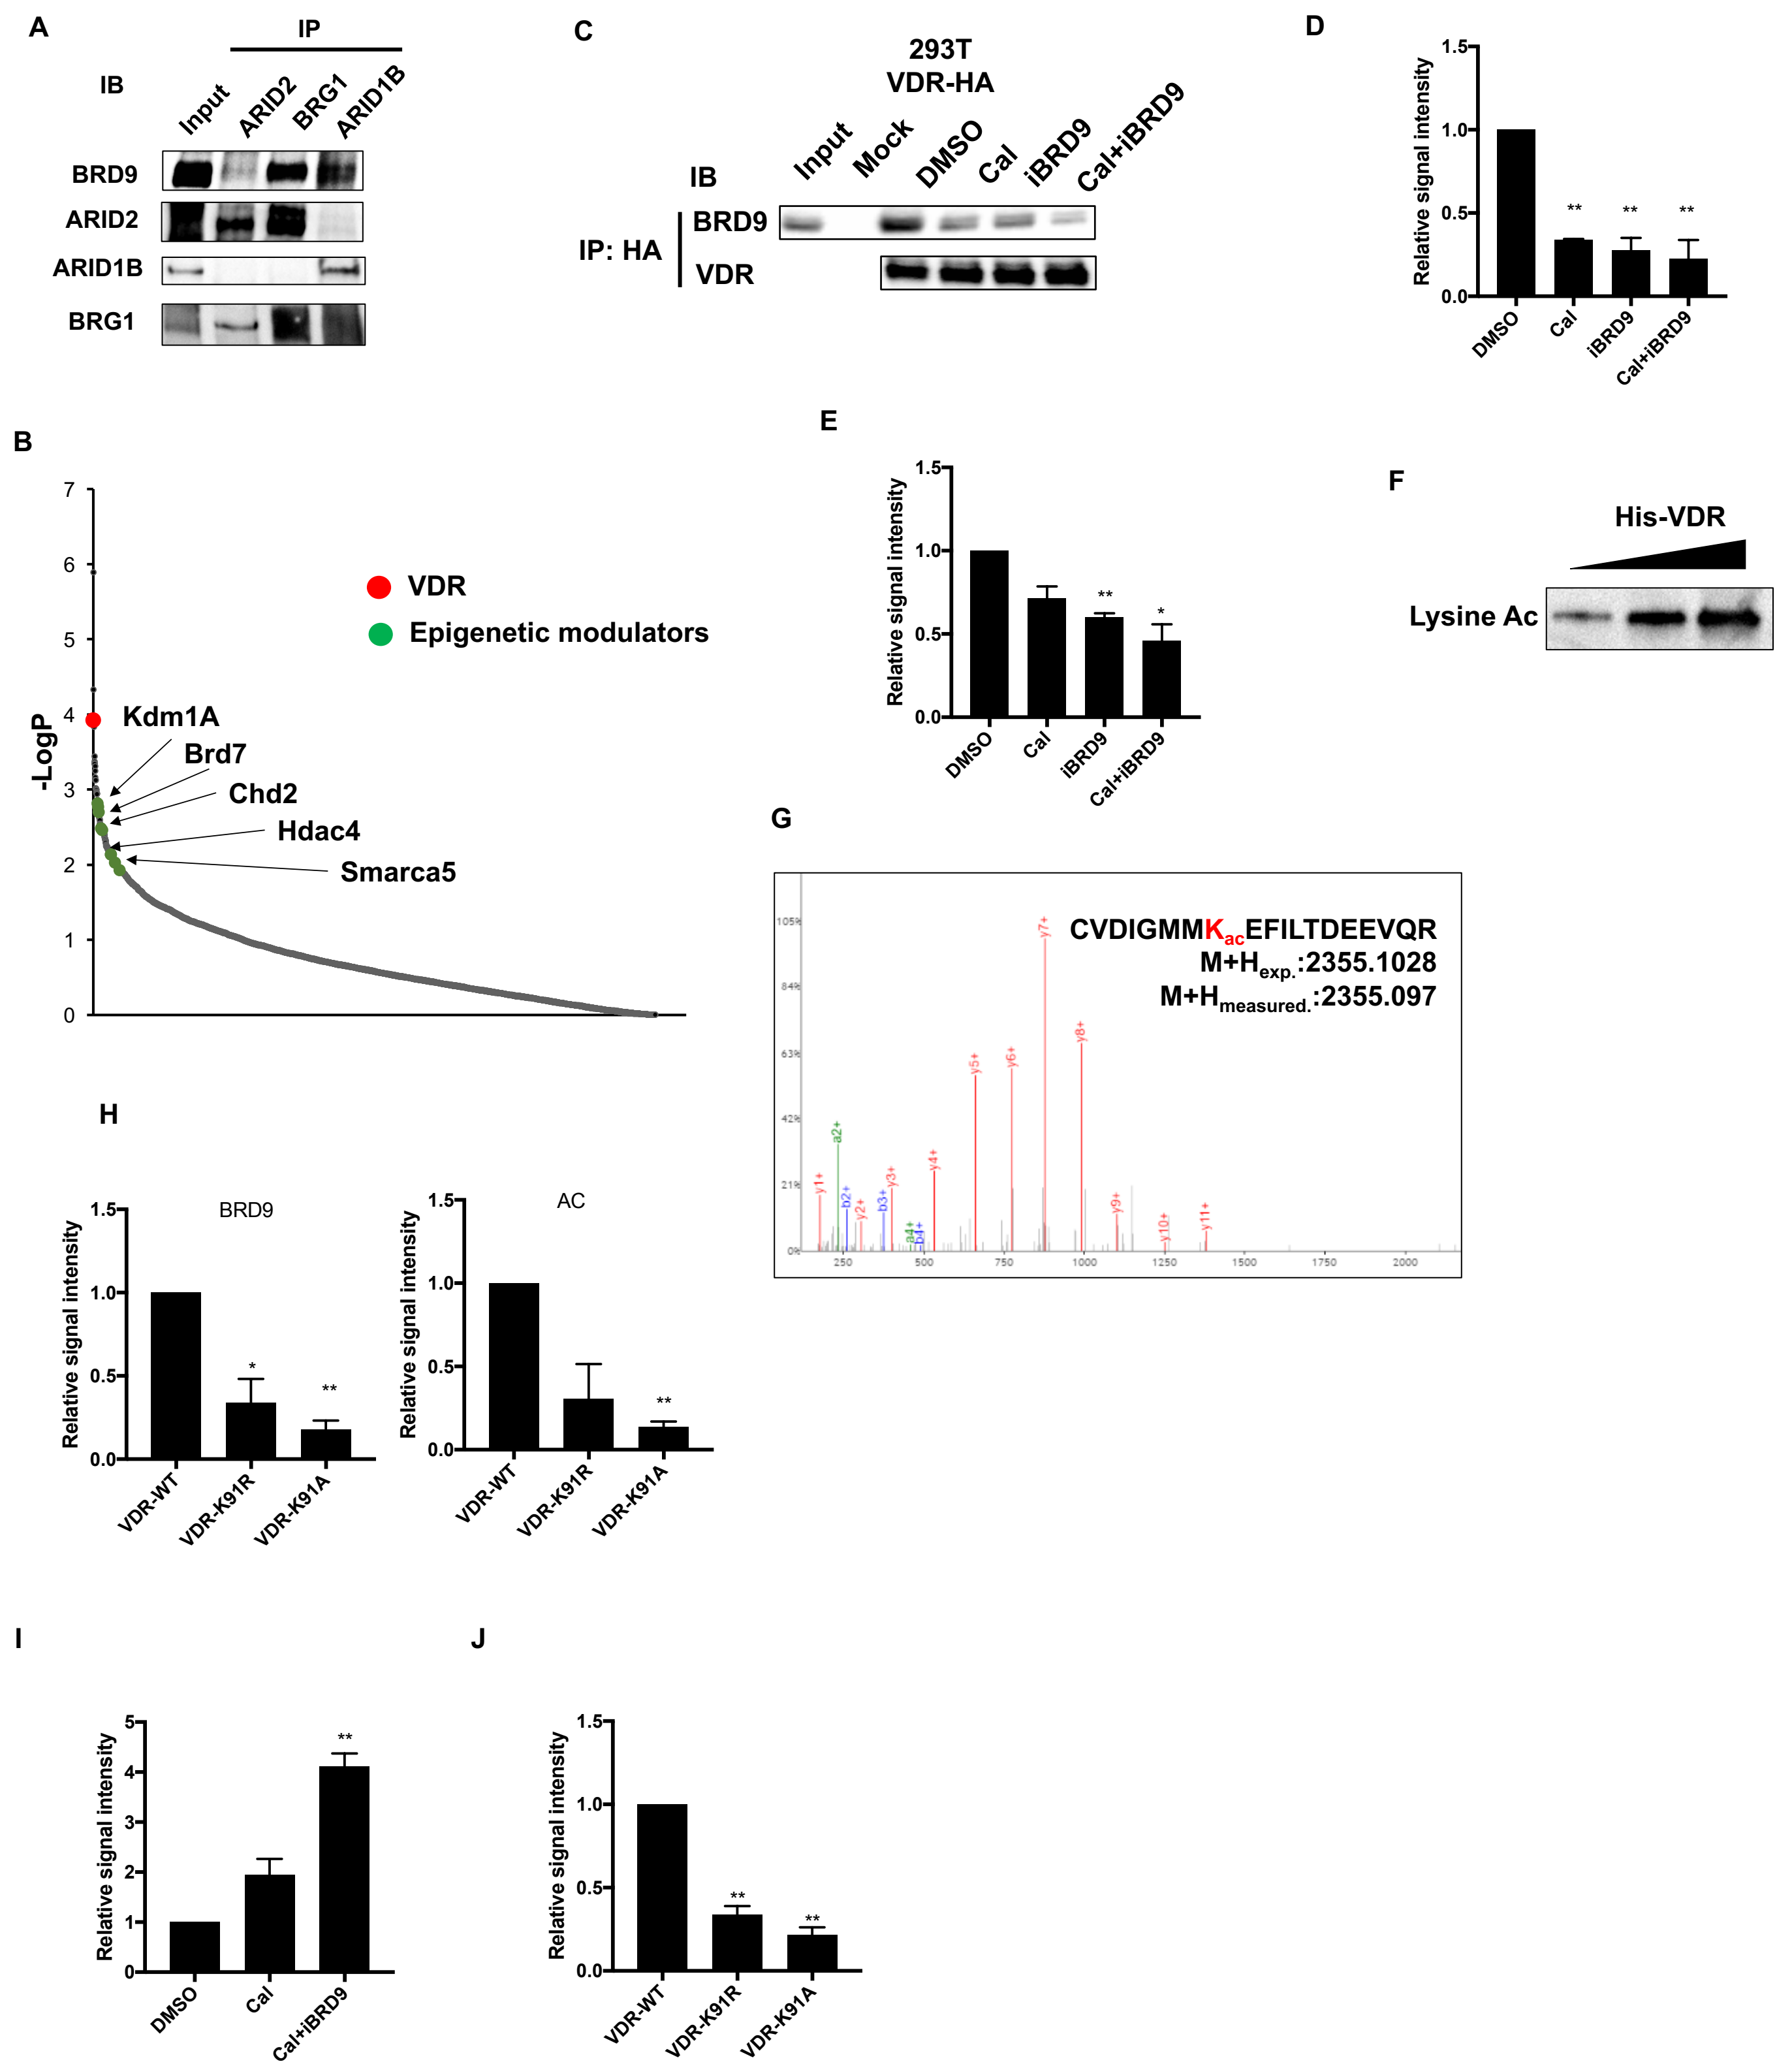 A
IP
IB
Input
ARID2
BRG1
ARID1B
BRD9
ARID2
ARID1B
BRG1
C
293T
VDR-HA
IB
Input
Mock
DMSO
Cal
iBRD9
Cal+iBRD9
IP: HA
BRD9
VDR
D
Relative signal intensity
1.5
1.0
0.5
0.0
**
**
**
DMSO
Cal
iBRD9
Cal+iBRD9
B
-LogP
7
6
5
4
3
2
1
0
VDR
Epigenetic modulators
Kdm1A
Brd7
Chd2
Hdac4
Smarca5
E
Relative signal intensity
1.5
1.0
0.5
0.0
**
*
DMSO
Cal
iBRD9
Cal+iBRD9
F
His-VDR
Lysine Ac
G
CVDIGMMKacEFILTDEEVQR
M+Hexp.:2355.1028
M+Hmeasured.:2355.097
105%
84%
63%
42%
21%
0%
y1+
a2+
b2+
y2+
b3+
y3+
a4+
b4+
y4+
y5+
y6+
y7+
y8+
y9+
y10+
y11+
250
500
750
1000
1250
1500
1750
2000
H
BRD9
Relative signal intensity
1.5
1.0
0.5
0.0
*
**
VDR-WT
VDR-K91R
VDR-K91A
AC
Relative signal intensity
1.5
1.0
0.5
0.0
**
VDR-WT
VDR-K91R
VDR-K91A
I
Relative signal intensity
5
4
3
2
1
0
**
DMSO
Cal
Cal+iBRD9
J
Relative signal intensity
1.5
1.0
0.5
0.0
**
**
VDR-WT
VDR-K91R
VDR-K91A